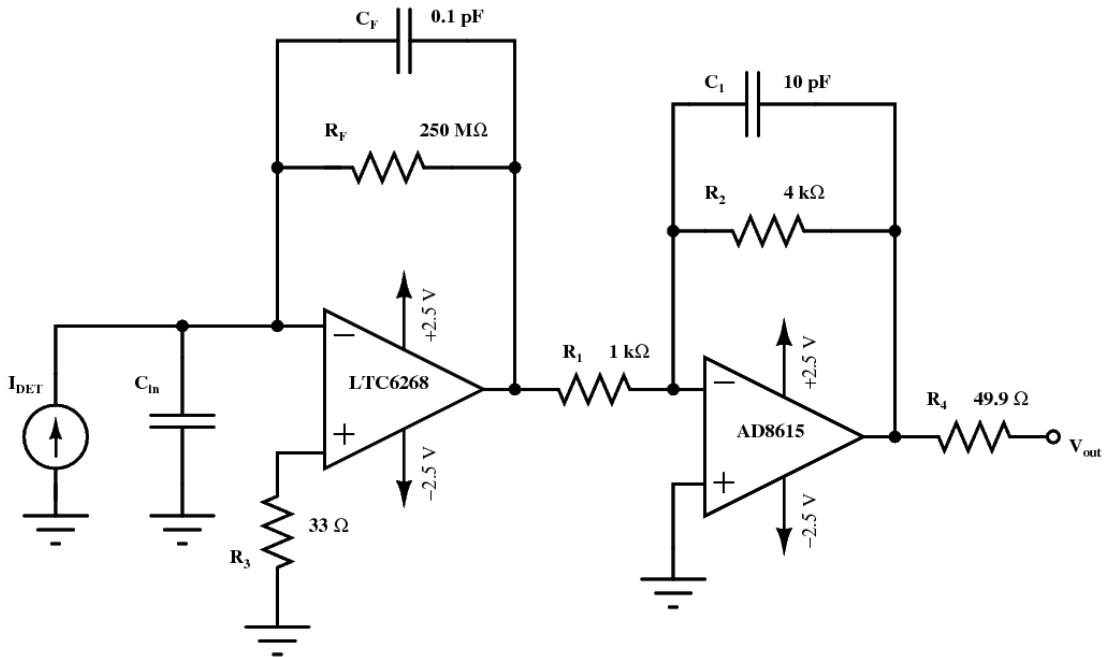 C_F 0.1 pF
C_1 10 pF
R_F 250 MΩ
R_2 4 kΩ
+2.5 V
−
LTC6268
+
−2.5 V
R_1 1 kΩ
I_DET
C_in
+2.5 V
−
AD8615
+
−2.5 V
R_4 49.9 Ω
V_out
33 Ω
R_3